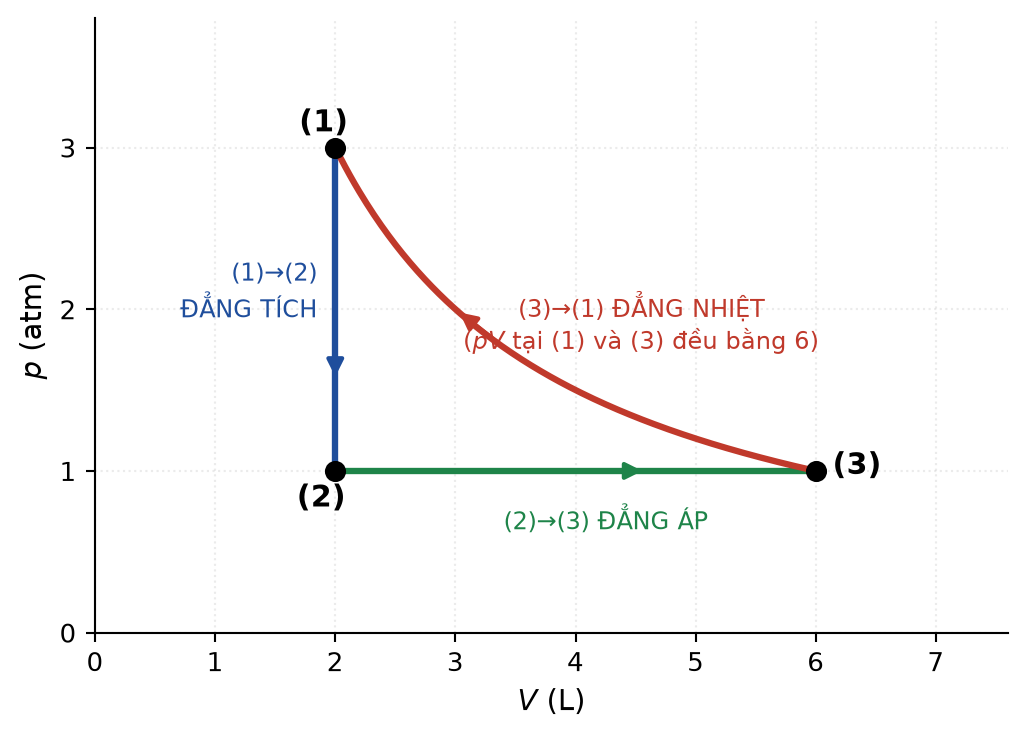 (1)
3
(1)→(2)
ĐẲNG TÍCH
2
(3)→(1) ĐẲNG NHIỆT
(pV tại (1) và (3) đều bằng 6)
p (atm)
1
(3)
(2)
(2)→(3) ĐẲNG ÁP
0
0 1 2 3 4 5 6 7
V (L)